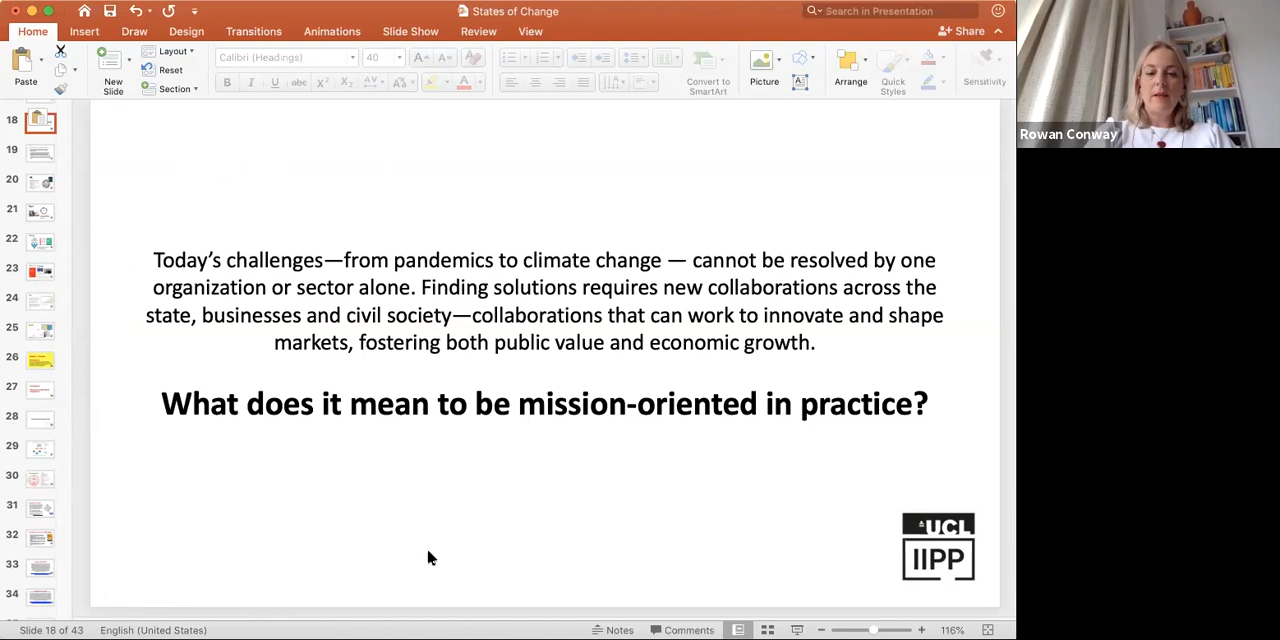 States of Change
Search in Presentation
Home
Insert
Draw
Design
Transitions
Animations
Slide Show
Review
View
Share
Paste
New
Slide
Layout
Reset
Section
Calibri (Headings)
40
Convert to
SmartArt
Picture
Arrange
Quick
Styles
Sensitivity
Rowan Conway
18
19
20
21
22
23
24
25
26
27
28
29
30
31
32
33
34
Today’s challenges—from pandemics to climate change — cannot be resolved by one
organization or sector alone. Finding solutions requires new collaborations across the
state, businesses and civil society—collaborations that can work to innovate and shape
markets, fostering both public value and economic growth.
What does it mean to be mission-oriented in practice?
UCL
IIPP
Slide 18 of 43
English (United States)
Notes
Comments
116%